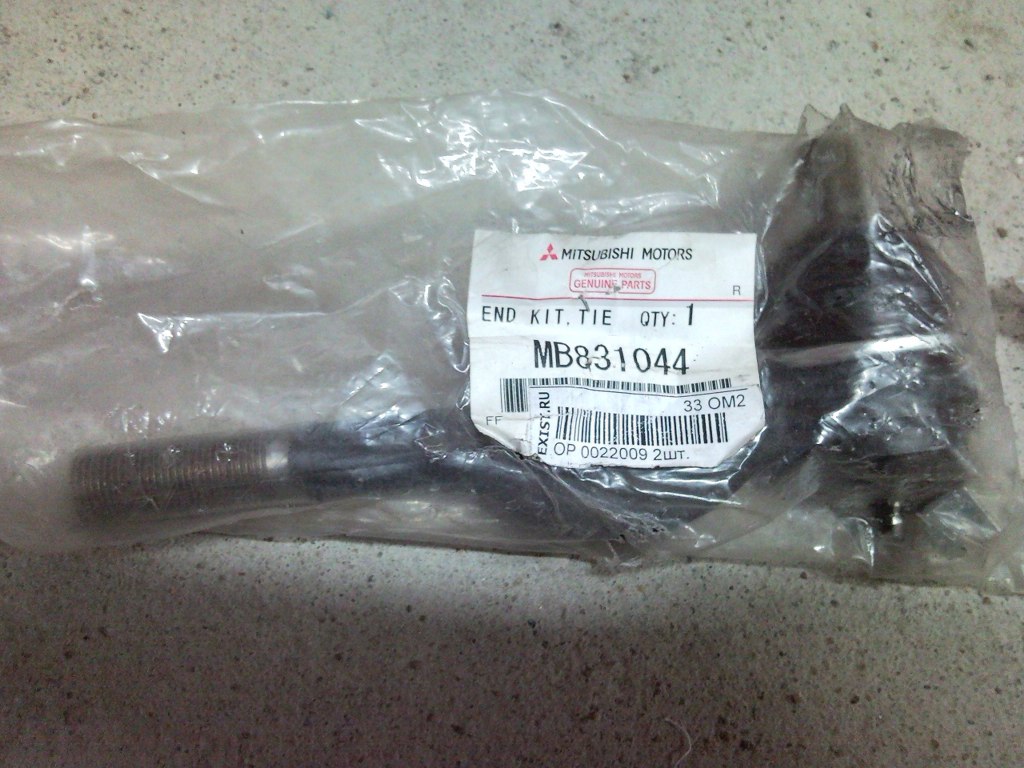 MITSUBISHI MOTORS
MITSUBISHI MOTORS
GENUINE PARTS
R
END KIT,TIE QTY: 1
MB831044
33 OM2
FF
EXIST.RU
OP 0022009 2шт.